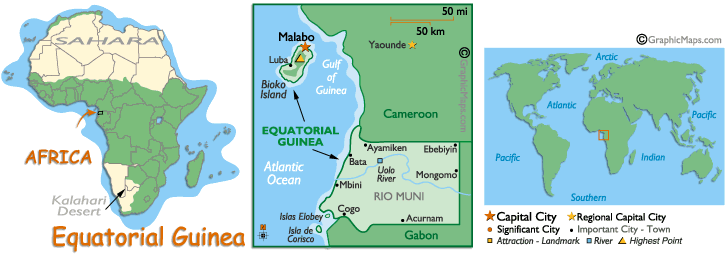 SAHARA
AFRICA
Kalahari
Desert
Equatorial Guinea
50 mi
50 km
Malabo
Yaounde
Luba
Bioko
Island
Gulf
of
Guinea
©GraphicMaps.com
Cameroon
EQUATORIAL
GUINEA
Ayamiken
Ebebiyin
Bata
Uolo
River
Mongomo
Atlantic
Ocean
Mbini
RIO MUNI
Islas Elobey
Cogo
Acurnam
Isla de
Corisco
Gabon
N
©GraphicMaps.com
Arctic
Atlantic
Pacific
Pacific
Indian
Southern
Capital City
Regional Capital City
Significant City
Important City - Town
Attraction - Landmark
River
Highest Point